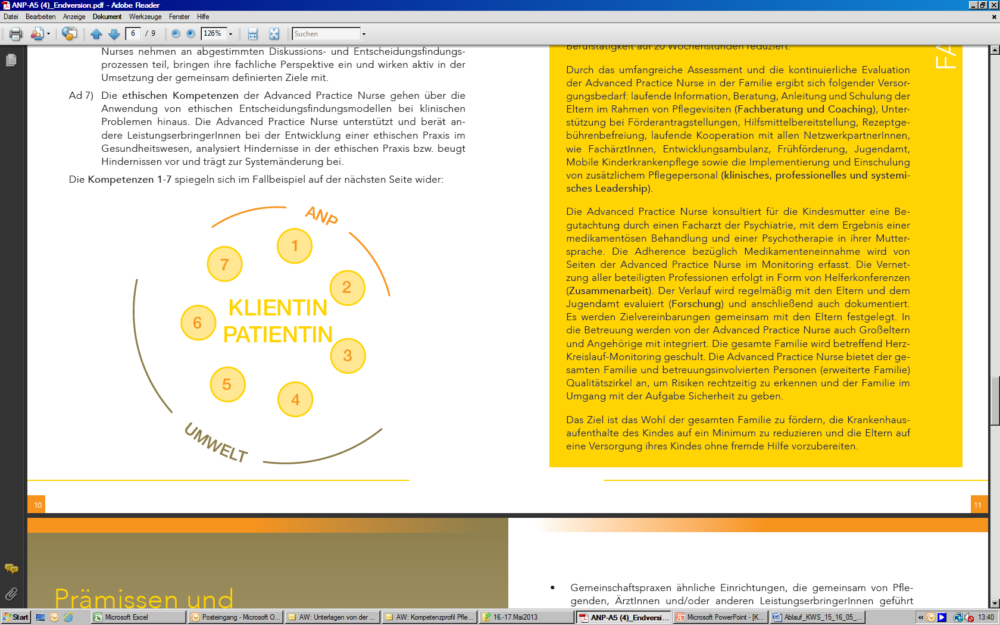 ANP-A5 (4)_Endversion.pdf - Adobe Reader
Datei Bearbeiten Anzeige Dokument Werkzeuge Fenster Hilfe
6 / 9 126% Suchen
Nurses nehmen an abgestimmten Diskussions- und Entscheidungsfindungs-
prozessen teil, bringen ihre fachliche Perspektive ein und wirken aktiv in der
Umsetzung der gemeinsam definierten Ziele mit.
Ad 7) Die ethischen Kompetenzen der Advanced Practice Nurse gehen über die
Anwendung von ethischen Entscheidungsfindungsmodellen bei klinischen
Problemen hinaus. Die Advanced Practice Nurse unterstützt und berät an-
dere LeistungserbringerInnen bei der Entwicklung einer ethischen Praxis im
Gesundheitswesen, analysiert Hindernisse in der ethischen Praxis bzw. beugt
Hindernissen vor und trägt zur Systemänderung bei.
Die Kompetenzen 1-7 spiegeln sich im Fallbeispiel auf der nächsten Seite wider:
ANP
1
7
2
KLIENTIN
PATIENTIN
6
3
5
4
UMWELT
10
Berufstätigkeit auf 20 Wochenstunden reduziert.
FA
Durch das umfangreiche Assessment und die kontinuierliche Evaluation
der Advanced Practice Nurse in der Familie ergibt sich folgender Versor-
gungsbedarf: laufende Information, Beratung, Anleitung und Schulung der
Eltern im Rahmen von Pflegevisiten (Fachberatung und Coaching), Unter-
stützung bei Förderantragstellungen, Hilfsmittelbereitstellung, Rezeptge-
bührenbefreiung, laufende Kooperation mit allen NetzwerkpartnerInnen,
wie FachärztInnen, Entwicklungsambulanz, Frühförderung, Jugendamt,
Mobile Kinderkrankenpflege sowie die Implementierung und Einschulung
von zusätzlichem Pflegepersonal (klinisches, professionelles und systemi-
sches Leadership).
Die Advanced Practice Nurse konsultiert für die Kindesmutter eine Be-
gutachtung durch einen Facharzt der Psychiatrie, mit dem Ergebnis einer
medikamentösen Behandlung und einer Psychotherapie in ihrer Mutter-
sprache. Die Adherence bezüglich Medikamenteneinnahme wird von
Seiten der Advanced Practice Nurse im Monitoring erfasst. Die Vernet-
zung aller beteiligten Professionen erfolgt in Form von Helferkonferenzen
(Zusammenarbeit). Der Verlauf wird regelmäßig mit den Eltern und dem
Jugendamt evaluiert (Forschung) und anschließend auch dokumentiert.
Es werden Zielvereinbarungen gemeinsam mit den Eltern festgelegt. In
die Betreuung werden von der Advanced Practice Nurse auch Großeltern
und Angehörige mit integriert. Die gesamte Familie wird betreffend Herz-
Kreislauf-Monitoring geschult. Die Advanced Practice Nurse bietet der ge-
samten Familie und betreuungsinvolvierten Personen (erweiterte Familie)
Qualitätszirkel an, um Risiken rechtzeitig zu erkennen und der Familie im
Umgang mit der Aufgabe Sicherheit zu geben.
Das Ziel ist das Wohl der gesamten Familie zu fördern, die Krankenhaus-
aufenthalte des Kindes auf ein Minimum zu reduzieren und die Eltern auf
eine Versorgung ihres Kindes ohne fremde Hilfe vorzubereiten.
11
Prämissen und
• Gemeinschaftspraxen ähnliche Einrichtungen, die gemeinsam von Pfle-
genden, ÄrztInnen und/oder anderen LeistungserbringerInnen geführt
Start Microsoft Excel Posteingang - Microsoft O... AW: Unterlagen von der ... AW: Kompetenzprofil Pfle... 16.-17.Mai2013 ANP-A5 (4)_Endversi... Microsoft PowerPoint - [K... Ablauf_KWS_15_16_05_... « 13:40